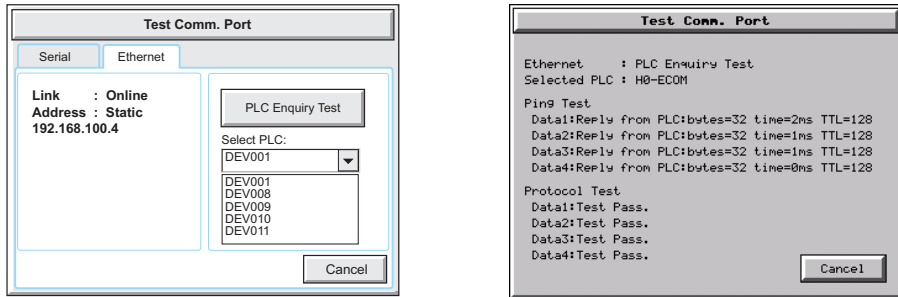 Test Comm. Port
Serial
Ethernet
Link : Online
Address : Static
192.168.100.4
PLC Enquiry Test
Select PLC:
DEV001
DEV001
DEV008
DEV009
DEV010
DEV011
Cancel
Test Comm. Port
Ethernet : PLC Enquiry Test
Selected PLC : H0-ECOM
Ping Test
Data1:Reply from PLC:bytes=32 time=2ms TTL=128
Data2:Reply from PLC:bytes=32 time=1ms TTL=128
Data3:Reply from PLC:bytes=32 time=1ms TTL=128
Data4:Reply from PLC:bytes=32 time=0ms TTL=128
Protocol Test
Data1:Test Pass.
Data2:Test Pass.
Data3:Test Pass.
Data4:Test Pass.
Cancel